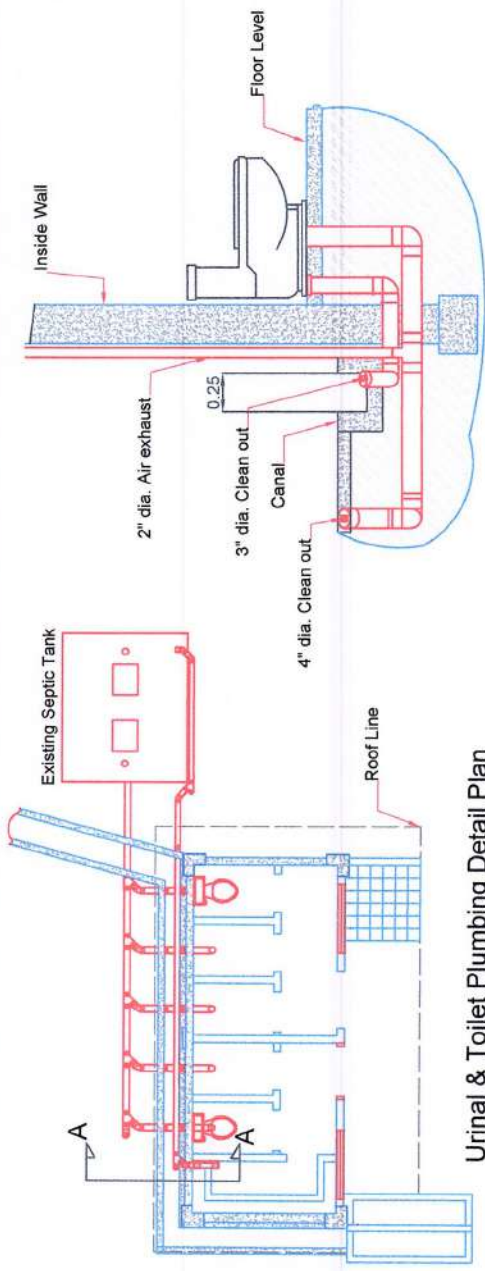 Existing Septic Tank
A
A
Roof Line
Urinal & Toilet Plumbing Detail Plan
Inside Wall
2" dia. Air exhaust
0.25
3" dia. Clean out
Canal
4" dia. Clean out
Floor Level